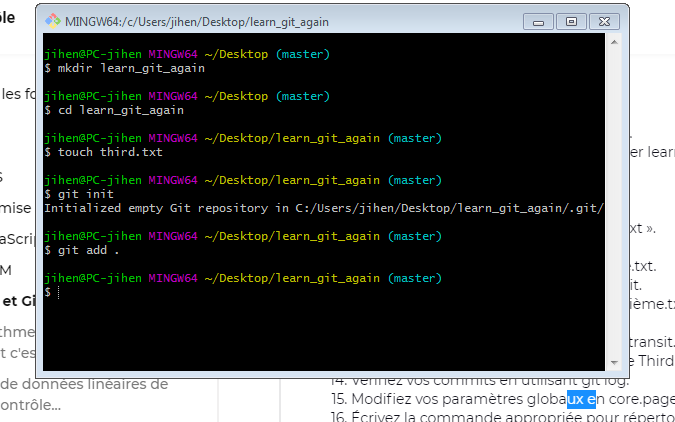 MINGW64:/c/Users/jihen/Desktop/learn_git_again
jihen@PC-jihen MINGW64 ~/Desktop (master)
$ mkdir learn_git_again
jihen@PC-jihen MINGW64 ~/Desktop (master)
$ cd learn_git_again
jihen@PC-jihen MINGW64 ~/Desktop/learn_git_again (master)
$ touch third.txt
jihen@PC-jihen MINGW64 ~/Desktop/learn_git_again (master)
$ git init
Initialized empty Git repository in C:/Users/jihen/Desktop/learn_git_again/.git/
jihen@PC-jihen MINGW64 ~/Desktop/learn_git_again (master)
$ git add .
jihen@PC-jihen MINGW64 ~/Desktop/learn_git_again (master)
$
ôle
les fo
S
mise
aScrip
M
et Gi
thme
t c'es
de données linéaires de
ontrôle...
er learn
xt ».
e.txt.
it.
ième.tx
transit.
e Third
14. Vérifiez vos commits en utilisant git log.
15. Modifiez vos paramètres globaux en core.page
16. Écrivez la commande appropriée pour réperto